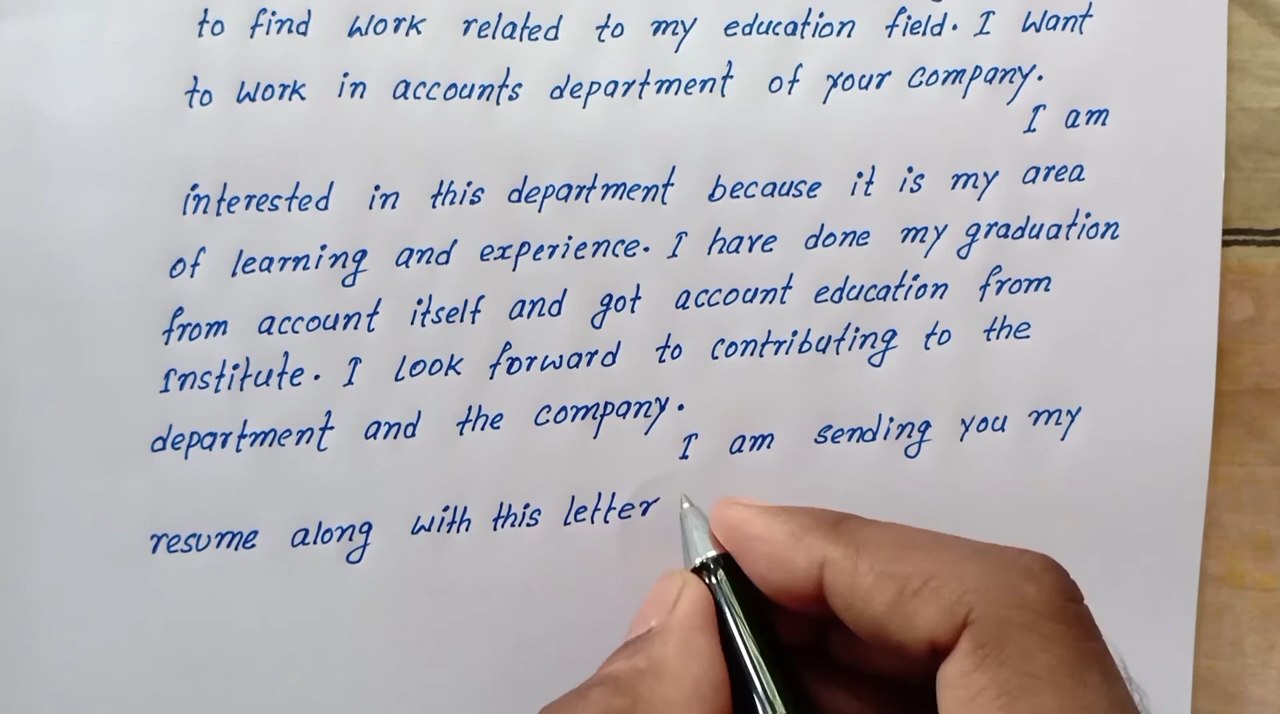 to find work related to my education field. I want
to work in accounts department of your company.
I am
interested in this department because it is my area
of learning and experience. I have done my graduation
from account itself and got account education from
Institute. I look forward to contributing to the
department and the company.
I am sending you my
resume along with this letter